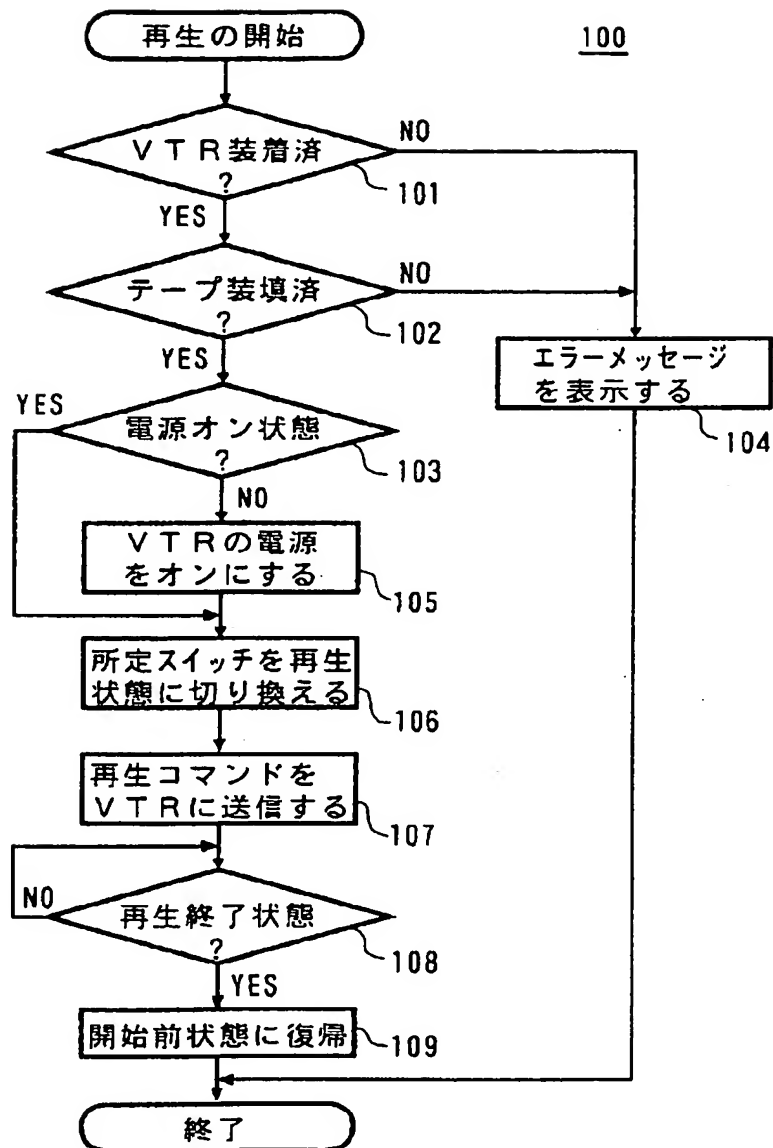 再生の開始
100
VTR装着済
?
NO
101
YES
テープ装填済
?
NO
102
YES
エラーメッセージ
を表示する
104
YES
電源オン状態
?
103
NO
VTRの電源
をオンにする
105
所定スイッチを再生
状態に切り換える
106
再生コマンドを
VTRに送信する
107
NO
再生終了状態
?
108
YES
開始前状態に復帰
109
終了